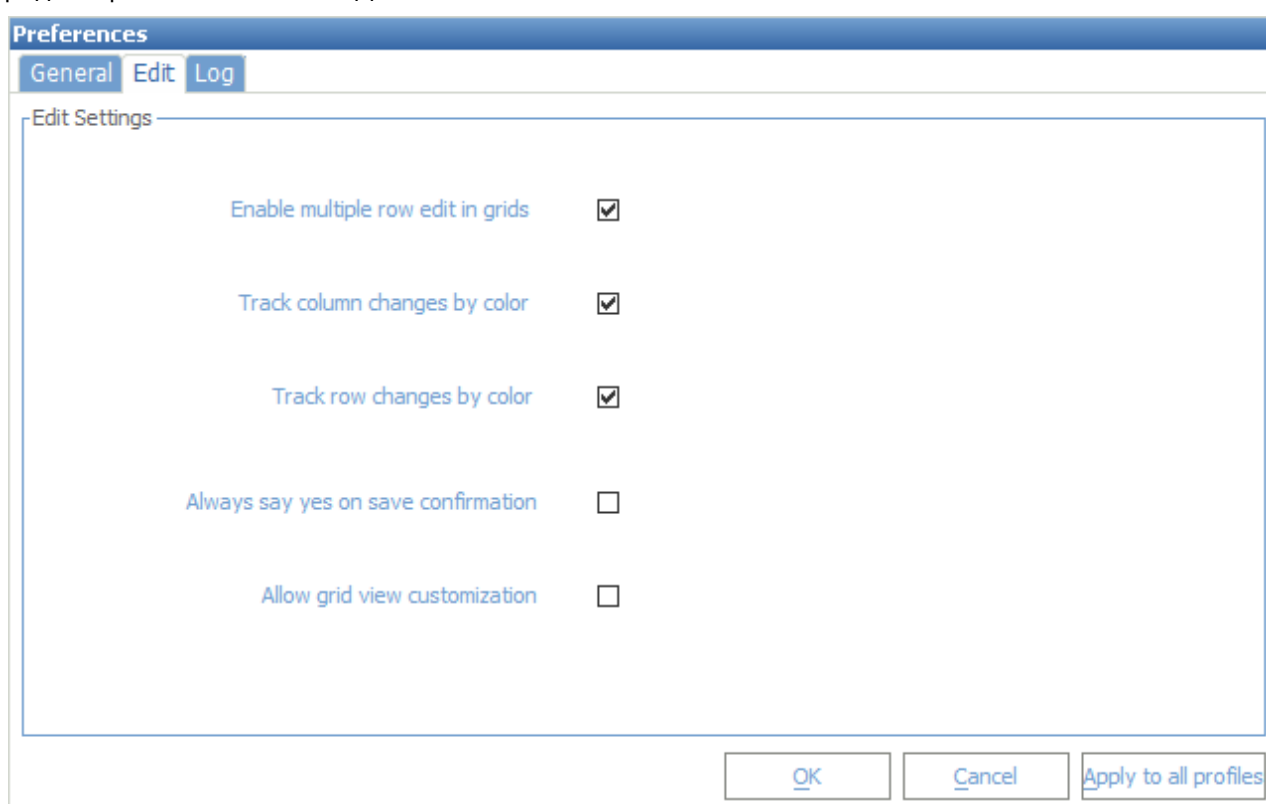 Preferences
General Edit Log
Edit Settings
Enable multiple row edit in grids
Track column changes by color
Track row changes by color
Always say yes on save confirmation
Allow grid view customization
OK Cancel Apply to all profiles